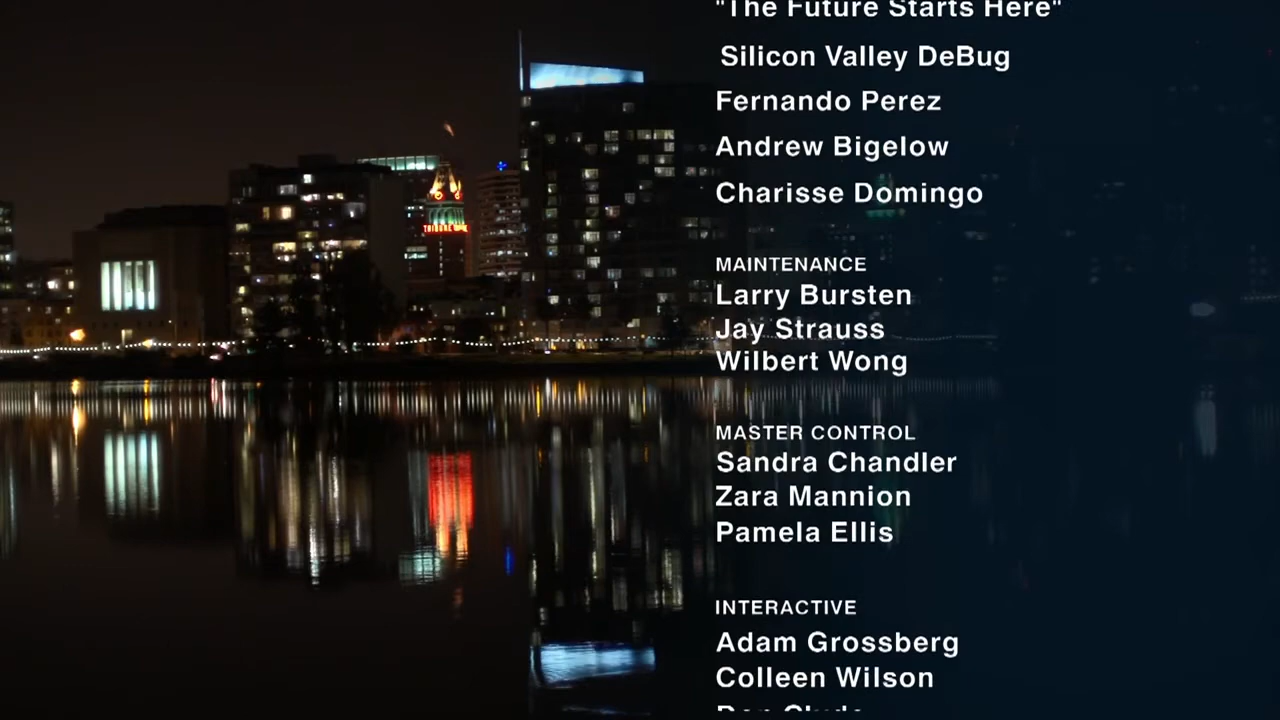 "The Future Starts Here"
Silicon Valley DeBug
Fernando Perez
Andrew Bigelow
Charisse Domingo
MAINTENANCE
Larry Bursten
Jay Strauss
Wilbert Wong
MASTER CONTROL
Sandra Chandler
Zara Mannion
Pamela Ellis
INTERACTIVE
Adam Grossberg
Colleen Wilson
TRIBUNE